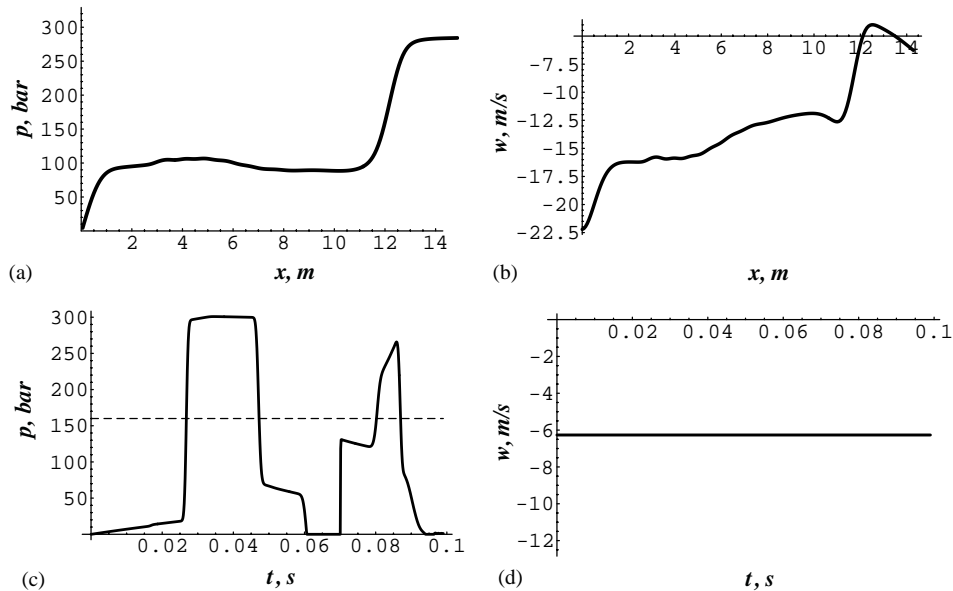 300
250
200
150
100
50
p, bar
2 4 6 8 10 12 14
(a)
x, m
2 4 6 8 10 12 14
-7.5
-10
-12.5
-15
-17.5
-20
-22.5
w, m/s
(b)
x, m
300
250
200
150
100
50
p, bar
0.02 0.04 0.06 0.08 0.1
(c)
t, s
0.02 0.04 0.06 0.08 0.1
-2
-4
-6
-8
-10
-12
w, m/s
(d)
t, s